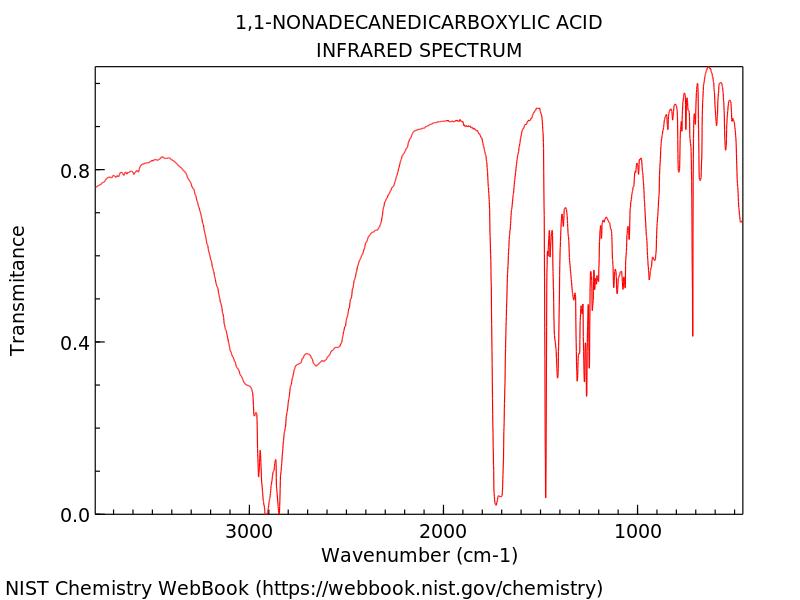 1,1-NONADECANEDICARBOXYLIC ACID
INFRARED SPECTRUM
0.8
0.4
0.0
Transmitance
3000 2000 1000
Wavenumber (cm-1)
NIST Chemistry WebBook (https://webbook.nist.gov/chemistry)